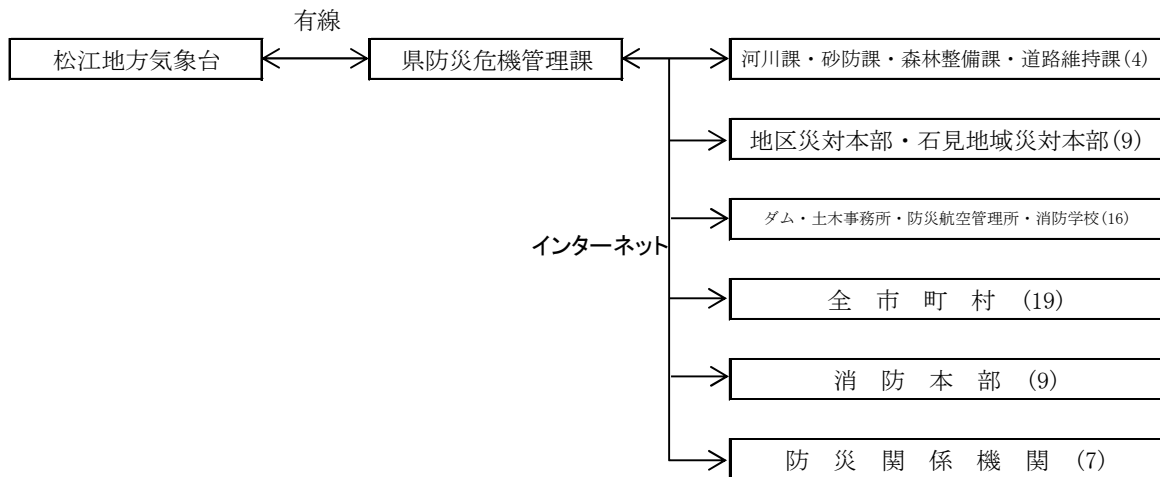 有線
松江地方気象台
県防災危機管理課
河川課・砂防課・森林整備課・道路維持課(4)
地区災対本部・石見地域災対本部(9)
ダム・土木事務所・防災航空管理所・消防学校(16)
インターネット
全市町村 (19)
消防本部 (9)
防災関係機関 (7)